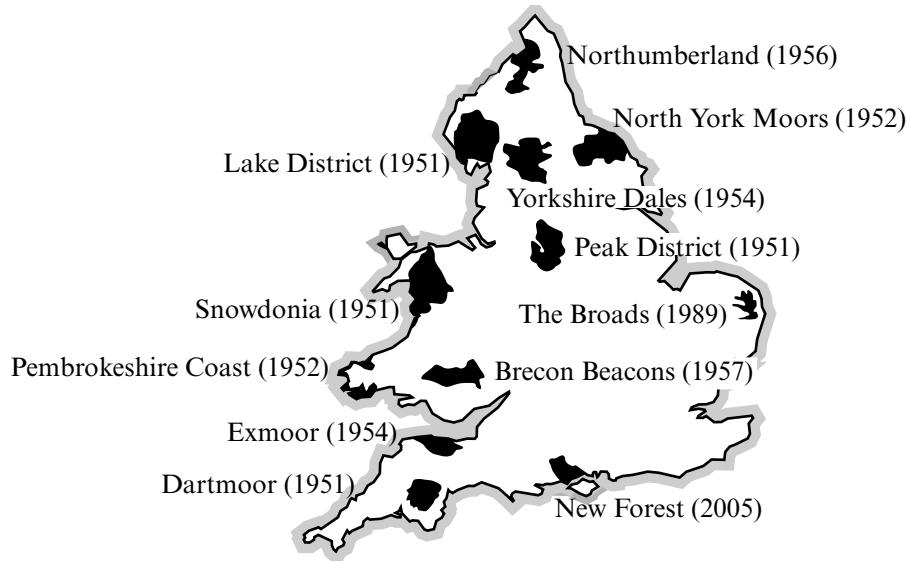 Northumberland (1956)
North York Moors (1952)
Lake District (1951)
Yorkshire Dales (1954)
Peak District (1951)
Snowdonia (1951)
The Broads (1989)
Pembrokeshire Coast (1952)
Brecon Beacons (1957)
Exmoor (1954)
Dartmoor (1951)
New Forest (2005)